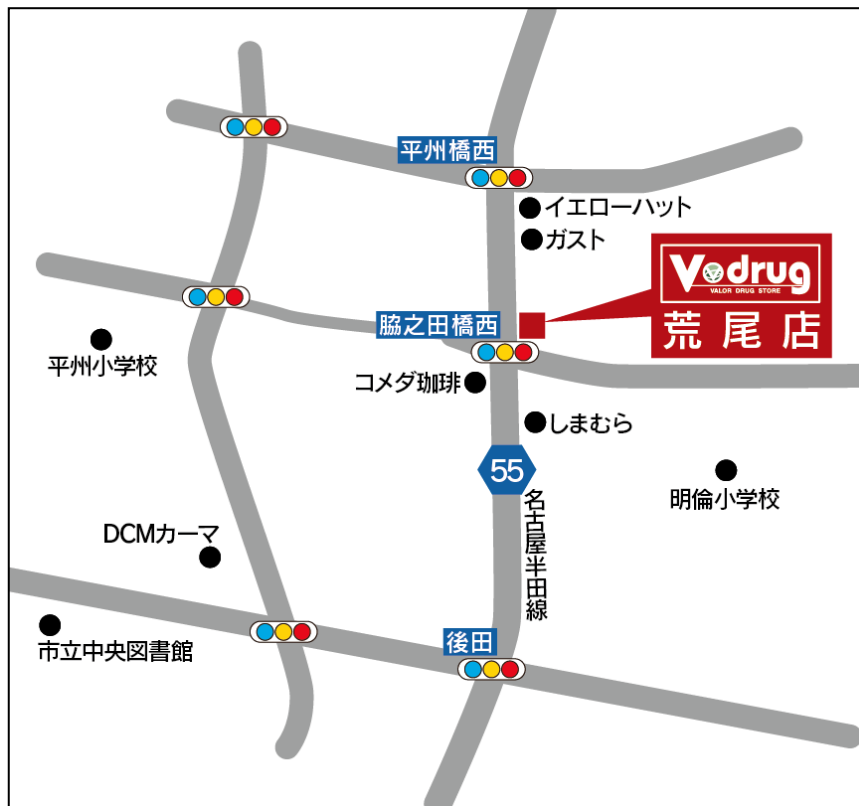 平州橋西
イエローハット
ガスト
V drug
VALOR DRUG STORE
荒尾店
脇之田橋西
平州小学校
コメダ珈琲
しまむら
55
名古屋半田線
明倫小学校
DCMカーマ
市立中央図書館
後田